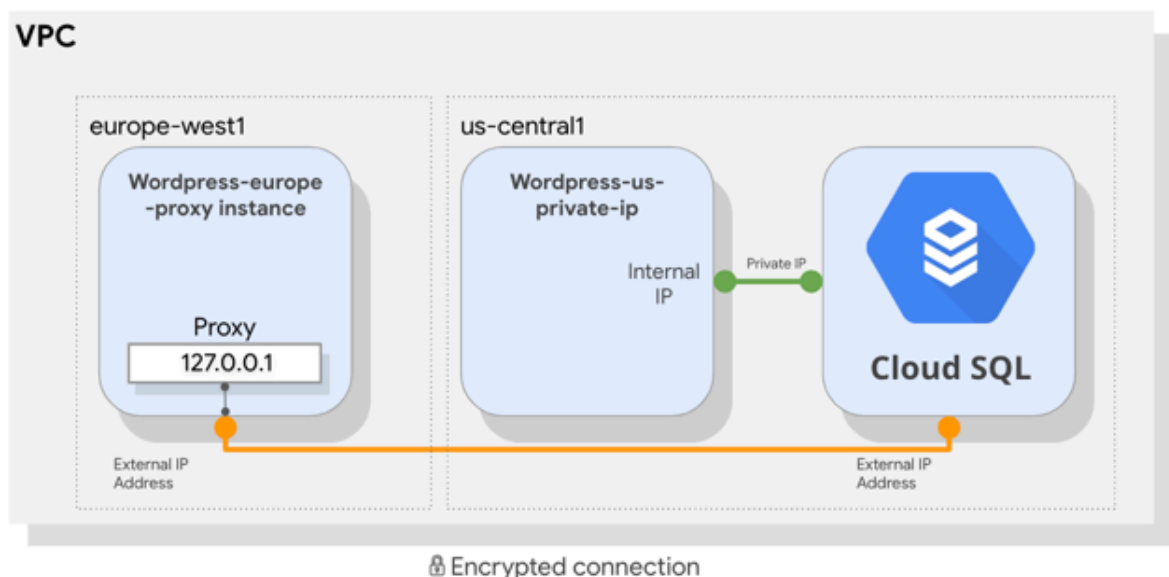 VPC
europe-west1
Wordpress-europe
-proxy instance
Proxy
127.0.0.1
External IP
Address
us-central1
Wordpress-us-
private-ip
Internal
IP
Private IP
Cloud SQL
External IP
Address
Encrypted connection